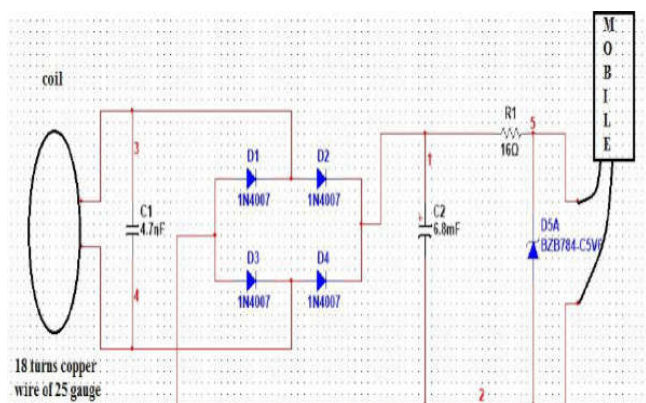 coil
M
O
B
I
L
E
R1
16Ω
5
3
D1
D2
1
1N4007
1N4007
C1
4.7nF
C2
6.8mF
D5A
BZB784-C5V6
D3
D4
4
1N4007
1N4007
18 turns copper
wire of 25 gauge
2